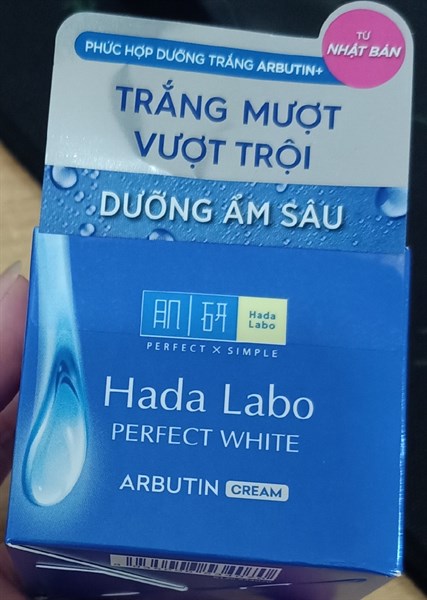 TỪ
NHẬT BẢN
PHỨC HỢP DƯỠNG TRẮNG ARBUTIN+
TRẮNG MƯỢT
VƯỢT TRỘI
DƯỠNG ẨM SÂU
肌 研
Hada
Labo
PERFECT X SIMPLE
Hada Labo
PERFECT WHITE
ARBUTIN CREAM